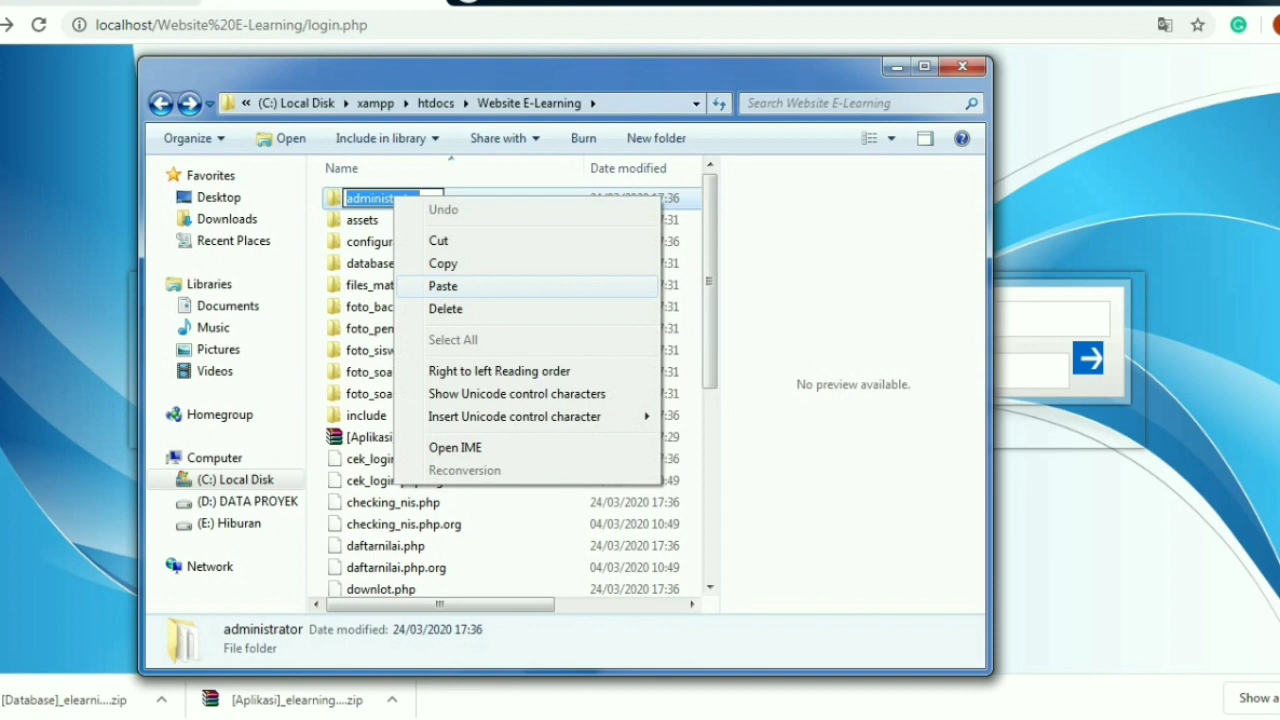 localhost/Website%20E-Learning/login.php
« (C:) Local Disk xampp htdocs Website E-Learning
Search Website E-Learning
Organize Open Include in library Share with Burn New folder
Favorites
Desktop
Downloads
Recent Places
Libraries
Documents
Music
Pictures
Videos
Homegroup
Computer
(C:) Local Disk
(D:) DATA PROYEK
(E:) Hiburan
Network
Name Date modified
assets
include
checking_nis.php 24/03/2020 17:36
checking_nis.php.org 04/03/2020 10:49
daftarnilai.php 24/03/2020 17:36
daftarnilai.php.org 04/03/2020 10:49
downlot.php 24/03/2020 17:36
Undo
Cut
Copy
Paste
Delete
Select All
Right to left Reading order
Show Unicode control characters
Insert Unicode control character
Open IME
Reconversion
No preview available.
administrator Date modified: 24/03/2020 17:36
File folder
[Database]_elearni....zip
[Aplikasi]_elearning....zip
Show a